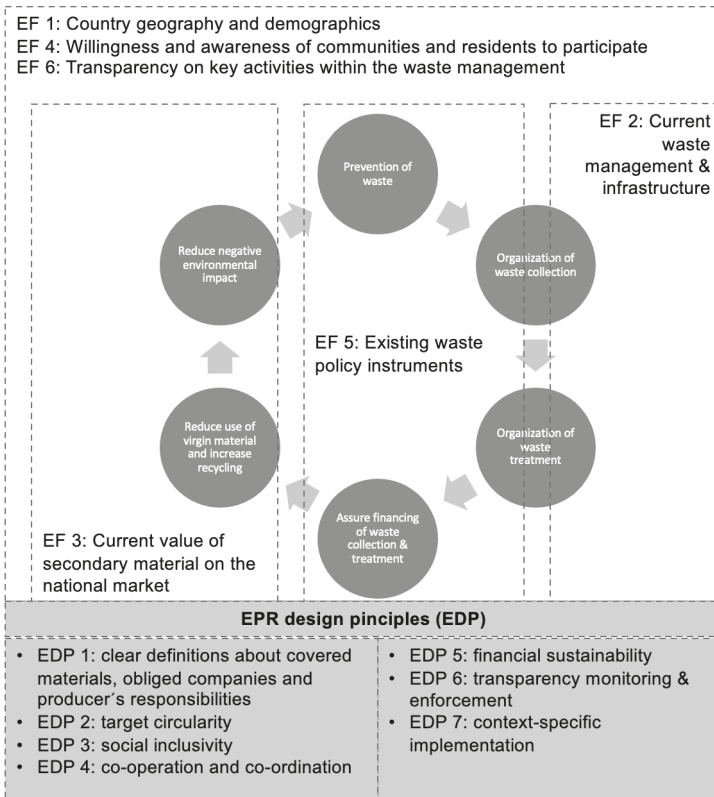 EF 1: Country geography and demographics
EF 4: Willingness and awareness of communities and residents to participate
EF 6: Transparency on key activities within the waste management
EF 2: Current
waste
management &
infrastructure
Prevention of
waste
Organization of
waste collection
Organization of
waste
treatment
Assure financing
of waste
collection &
treatment
Reduce use of
virgin material
and increase
recycling
Reduce negative
environmental
impact
EF 5: Existing waste
policy instruments
EF 3: Current value of
secondary material on the
national market
EPR design pinciples (EDP)
• EDP 1: clear definitions about covered
materials, obliged companies and
producer´s responsibilities
• EDP 2: target circularity
• EDP 3: social inclusivity
• EDP 4: co-operation and co-ordination
• EDP 5: financial sustainability
• EDP 6: transparency monitoring &
enforcement
• EDP 7: context-specific
implementation